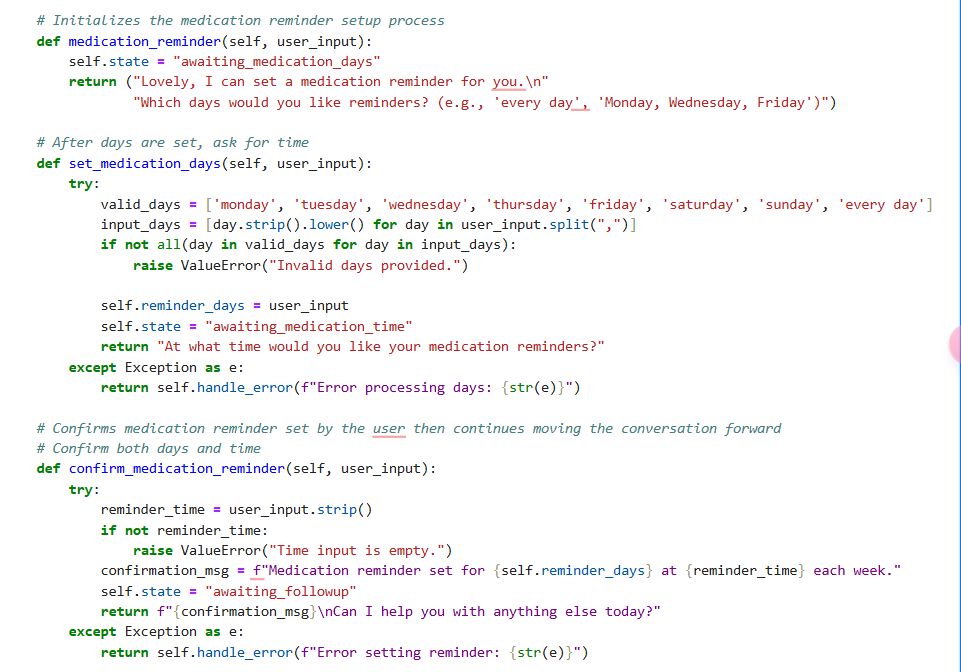 # Initializes the medication reminder setup process
def medication_reminder(self, user_input):
    self.state = "awaiting_medication_days"
    return ("Lovely, I can set a medication reminder for you.\n"
            "Which days would you like reminders? (e.g., 'every day', 'Monday, Wednesday, Friday')")

# After days are set, ask for time
def set_medication_days(self, user_input):
    try:
        valid_days = ['monday', 'tuesday', 'wednesday', 'thursday', 'friday', 'saturday', 'sunday', 'every day']
        input_days = [day.strip().lower() for day in user_input.split(",")]
        if not all(day in valid_days for day in input_days):
            raise ValueError("Invalid days provided.")

        self.reminder_days = user_input
        self.state = "awaiting_medication_time"
        return "At what time would you like your medication reminders?"
    except Exception as e:
        return self.handle_error(f"Error processing days: {str(e)}")

# Confirms medication reminder set by the user then continues moving the conversation forward
# Confirm both days and time
def confirm_medication_reminder(self, user_input):
    try:
        reminder_time = user_input.strip()
        if not reminder_time:
            raise ValueError("Time input is empty.")
        confirmation_msg = f"Medication reminder set for {self.reminder_days} at {reminder_time} each week."
        self.state = "awaiting_followup"
        return f"{confirmation_msg}\nCan I help you with anything else today?"
    except Exception as e:
        return self.handle_error(f"Error setting reminder: {str(e)}")